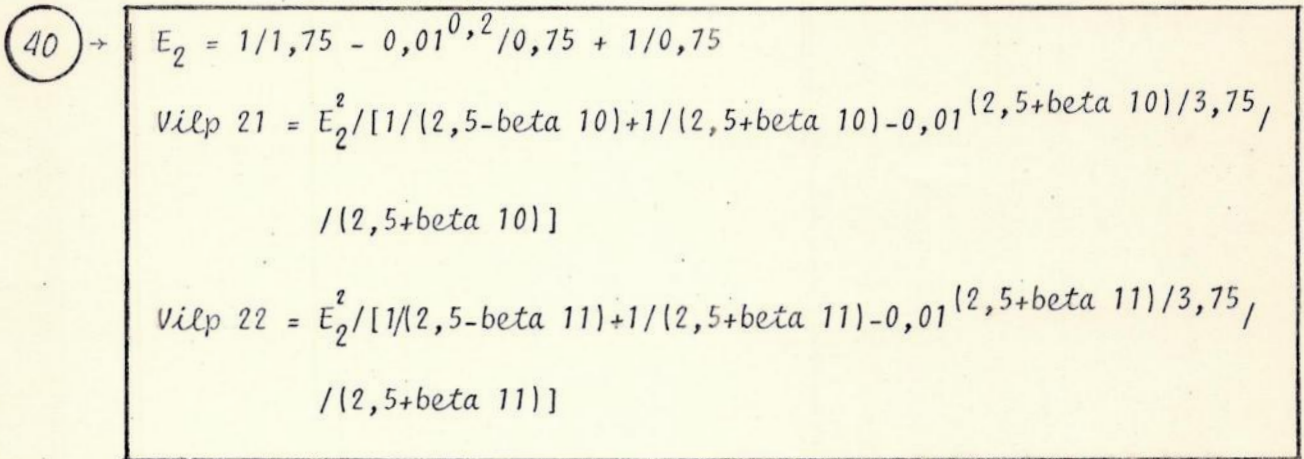 40 → E₂ = 1/1,75 - 0,01^0,2/0,75 + 1/0,75
Vilp 21 = E₂²/[1/(2,5-beta 10)+1/(2,5+beta 10)-0,01^(2,5+beta 10)/3,75/
/(2,5+beta 10)]
Vilp 22 = E₂²/[1/(2,5-beta 11)+1/(2,5+beta 11)-0,01^(2,5+beta 11)/3,75/
/(2,5+beta 11)]